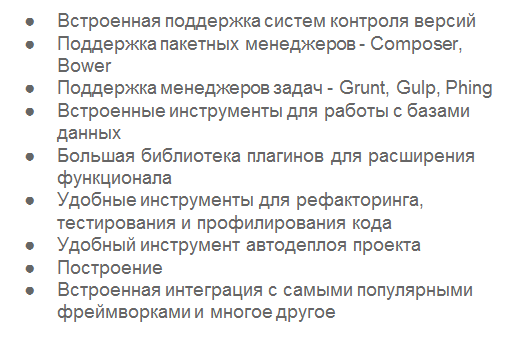 ● Встроенная поддержка систем контроля версий
● Поддержка пакетных менеджеров - Composer,
Bower
● Поддержка менеджеров задач - Grunt, Gulp, Phing
● Встроенные инструменты для работы с базами
данных
● Большая библиотека плагинов для расширения
функционала
● Удобные инструменты для рефакторинга,
тестирования и профилирования кода
● Удобный инструмент автодеплоя проекта
● Построение
● Встроенная интеграция с самыми популярными
фреймворками и многое другое